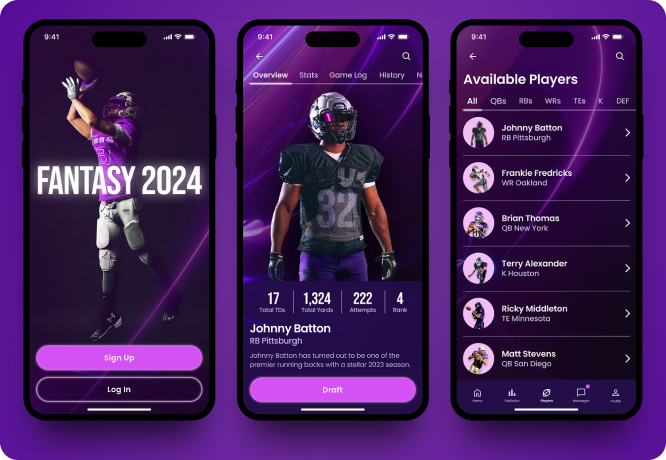 9:41
FANTASY 2024
Sign Up
Log In
9:41
Overview Stats Game Log History
32
17 1,324 222 4
Total TDs Total Yards Attempts Rank
Johnny Batton
RB Pittsburgh
Johnny Batton has turned out to be one of the
premier running backs with a stellar 2023 season.
Draft
9:41
Available Players
All QBs RBs WRs TEs K DEF
Johnny Batton
RB Pittsburgh
Frankie Fredricks
WR Oakland
Brian Thomas
QB New York
Terry Alexander
K Houston
Ricky Middleton
TE Minnesota
Matt Stevens
QB San Diego
Home Statistics Players Messages Profile